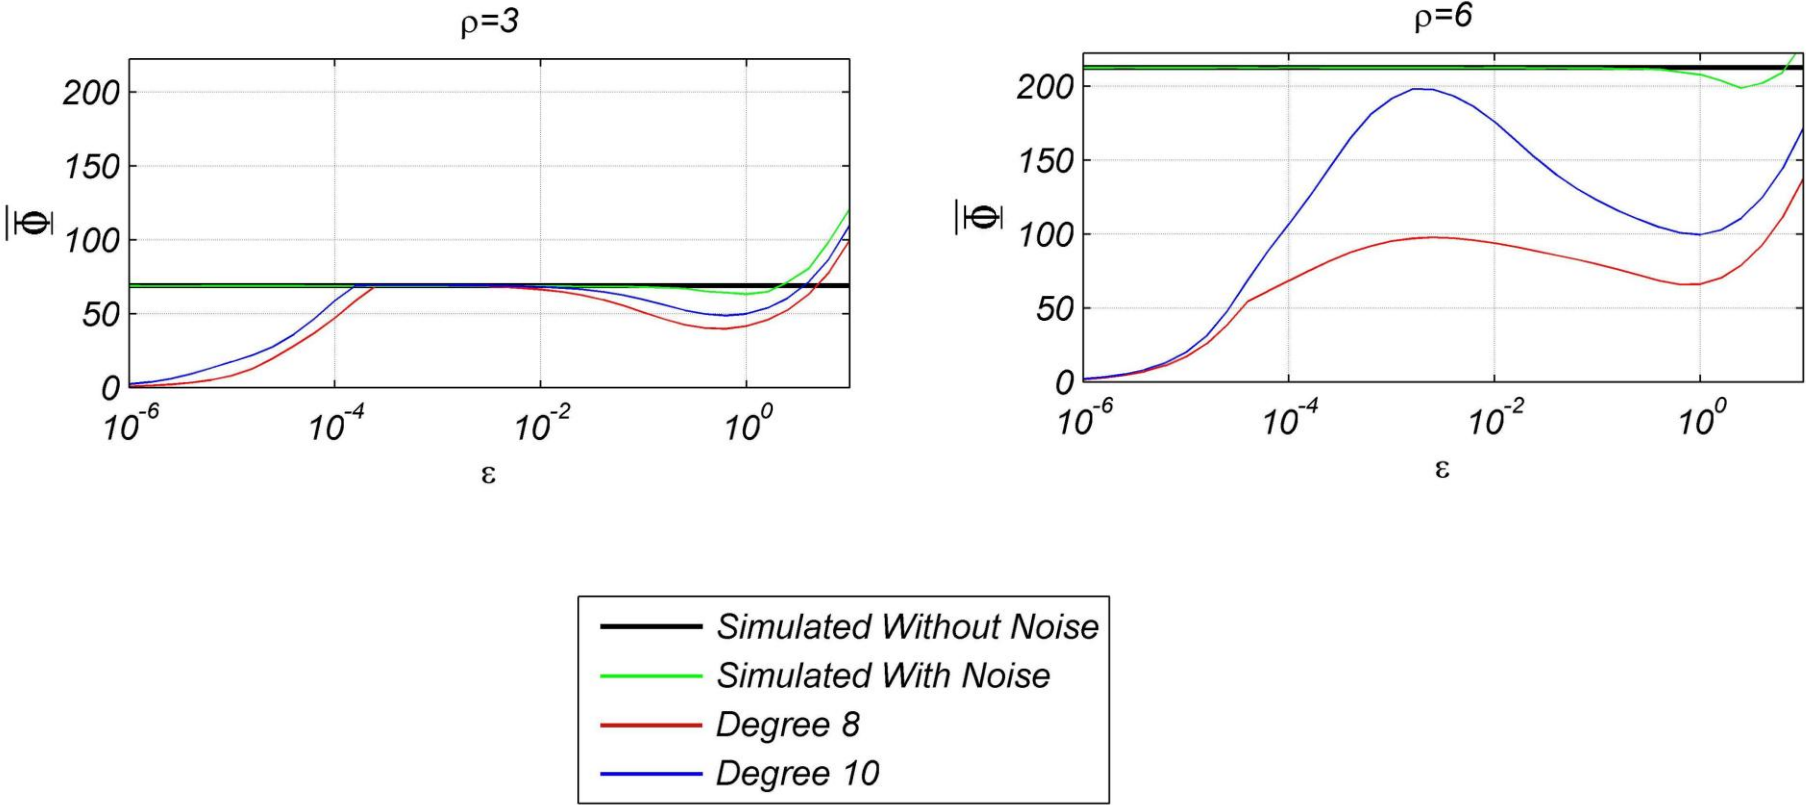 ρ=3
ρ=6
200
150
100
50
0
Φ
10^-6
10^-4
10^-2
10^0
ε
200
150
100
50
0
Φ
10^-6
10^-4
10^-2
10^0
ε
Simulated Without Noise
Simulated With Noise
Degree 8
Degree 10